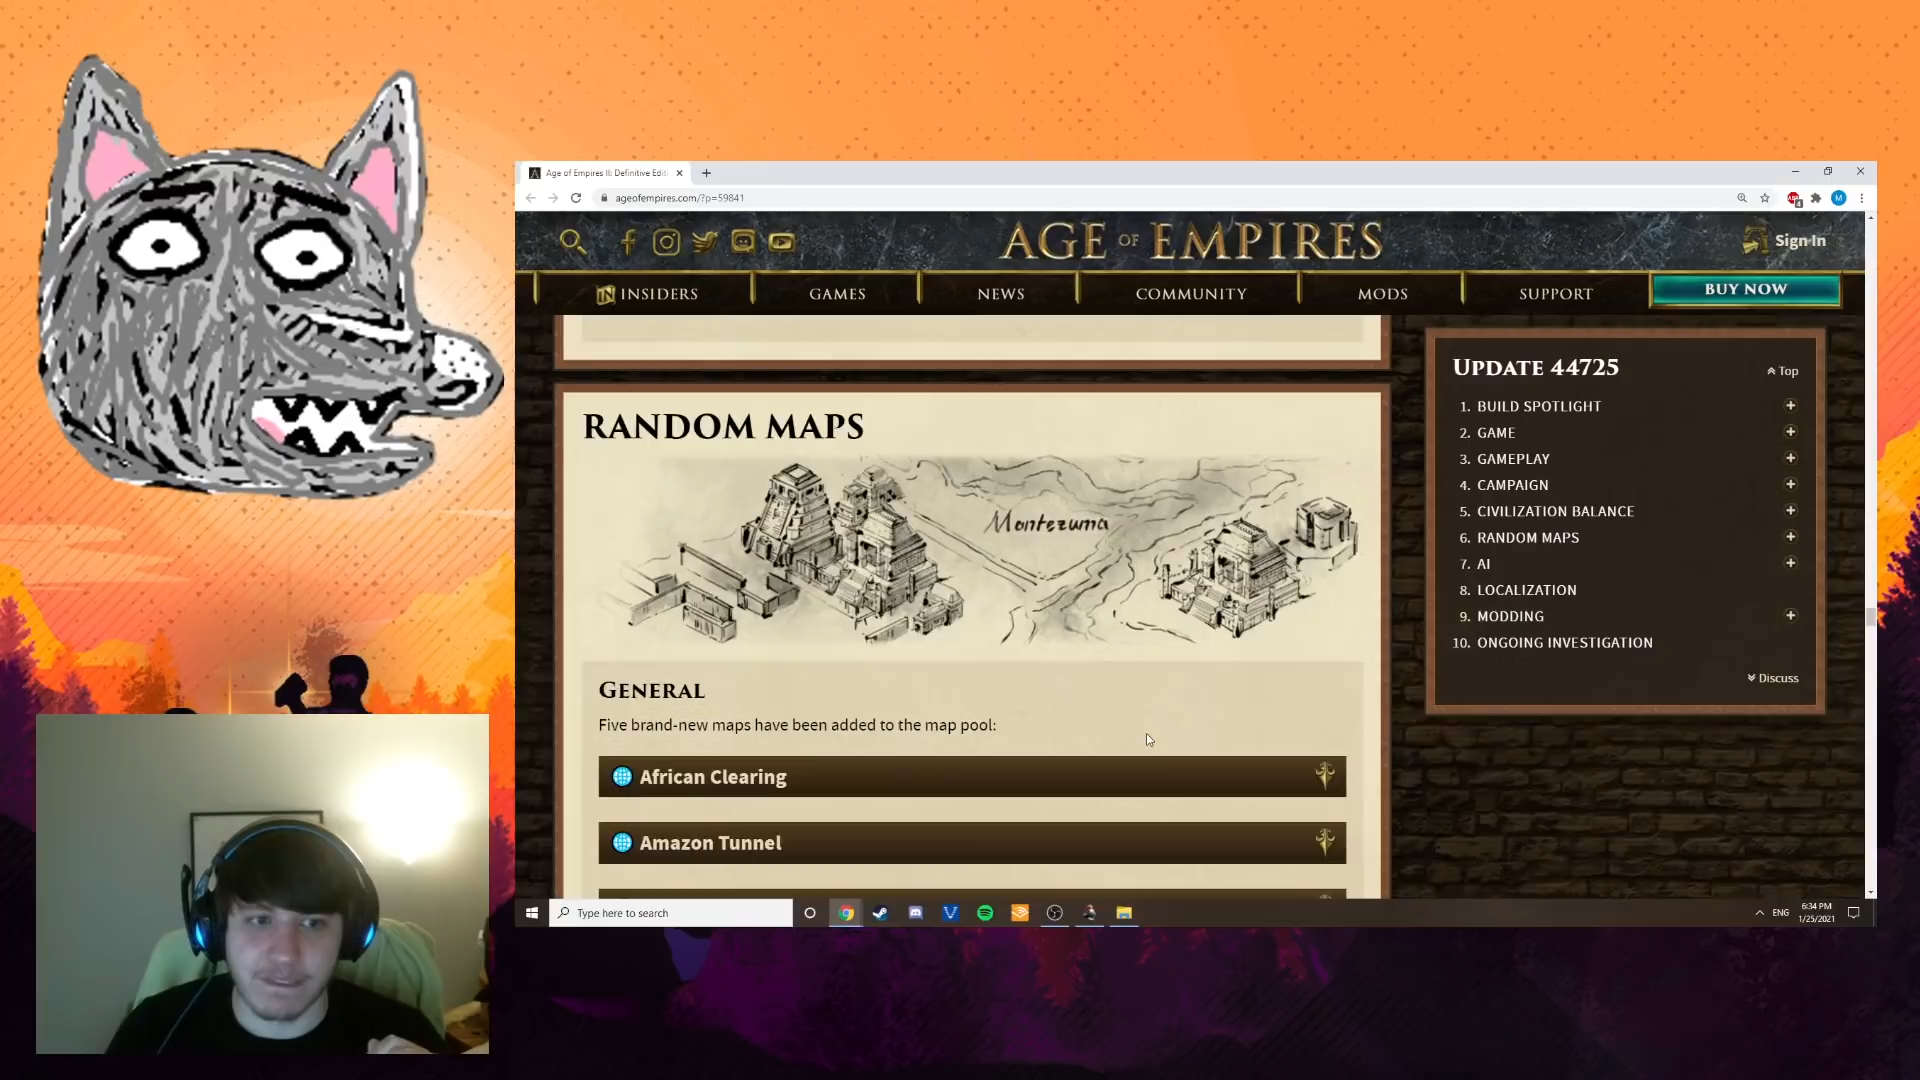 Age of Empires II: Definitive Editi
ageofempires.com/?p=59841
AGE OF EMPIRES
Sign In
INSIDERS
GAMES
NEWS
COMMUNITY
MODS
SUPPORT
BUY NOW
RANDOM MAPS
Montezuma
GENERAL
Five brand-new maps have been added to the map pool:
African Clearing
Amazon Tunnel
UPDATE 44725
Top
1. BUILD SPOTLIGHT
2. GAME
3. GAMEPLAY
4. CAMPAIGN
5. CIVILIZATION BALANCE
6. RANDOM MAPS
7. AI
8. LOCALIZATION
9. MODDING
10. ONGOING INVESTIGATION
Discuss
Type here to search
ENG
6:34 PM
1/25/2021